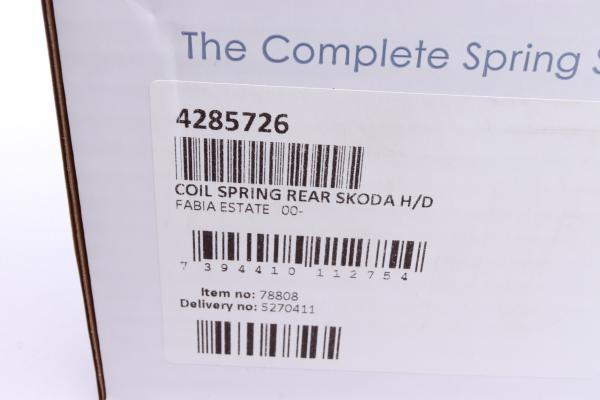 The Complete Spring S
4285726
COIL SPRING REAR SKODA H/D
FABIA ESTATE 00-
7 394410 112754
Item no: 78808
Delivery no: 5270411